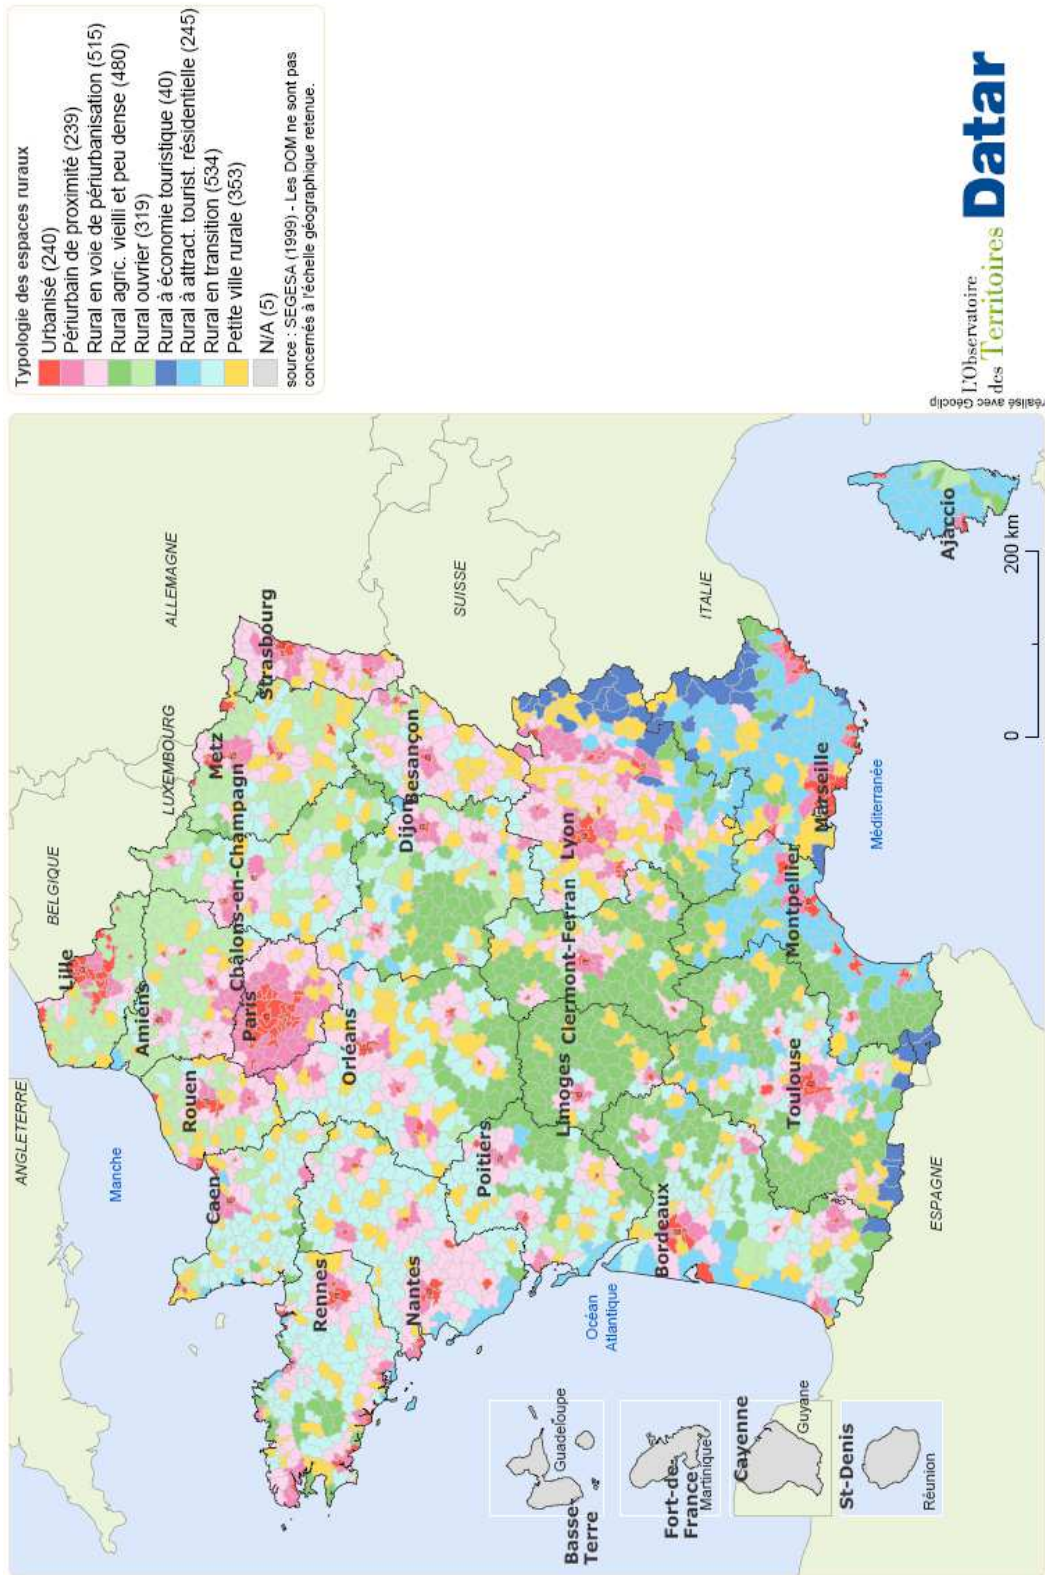 Typologie des espaces ruraux
Urbanisé (240)
Périurbain de proximité (239)
Rural en voie de périurbanisation (515)
Rural agric. vieilli et peu dense (480)
Rural ouvrier (319)
Rural à économie touristique (40)
Rural à attract. tourist. résidentielle (245)
Rural en transition (534)
Petite ville rurale (353)
N/A (5)
source : SEGESA (1999) - Les DOM ne sont pas
concernés à l'échelle géographique retenue.
ANGLETERRE
BELGIQUE
LUXEMBOURG
ALLEMAGNE
Manche
Lille
Amiens
Rouen
Caen
Paris
Châlons-en-Champagn
Metz
Strasbourg
Rennes
Orléans
Nantes
Dijon
Besançon
SUISSE
Poitiers
Limoges
Clermont-Ferran
Lyon
Océan
Atlantique
Bordeaux
ITALIE
Toulouse
Montpellier
Marseille
Méditerranée
ESPAGNE
Ajaccio
Basse-
Terre
Guadeloupe
Fort-de-
France
Martinique
Cayenne
Guyane
St-Denis
Réunion
0
200 km
réalisé avec Géoclip
L'Observatoire
des Territoires
Datar